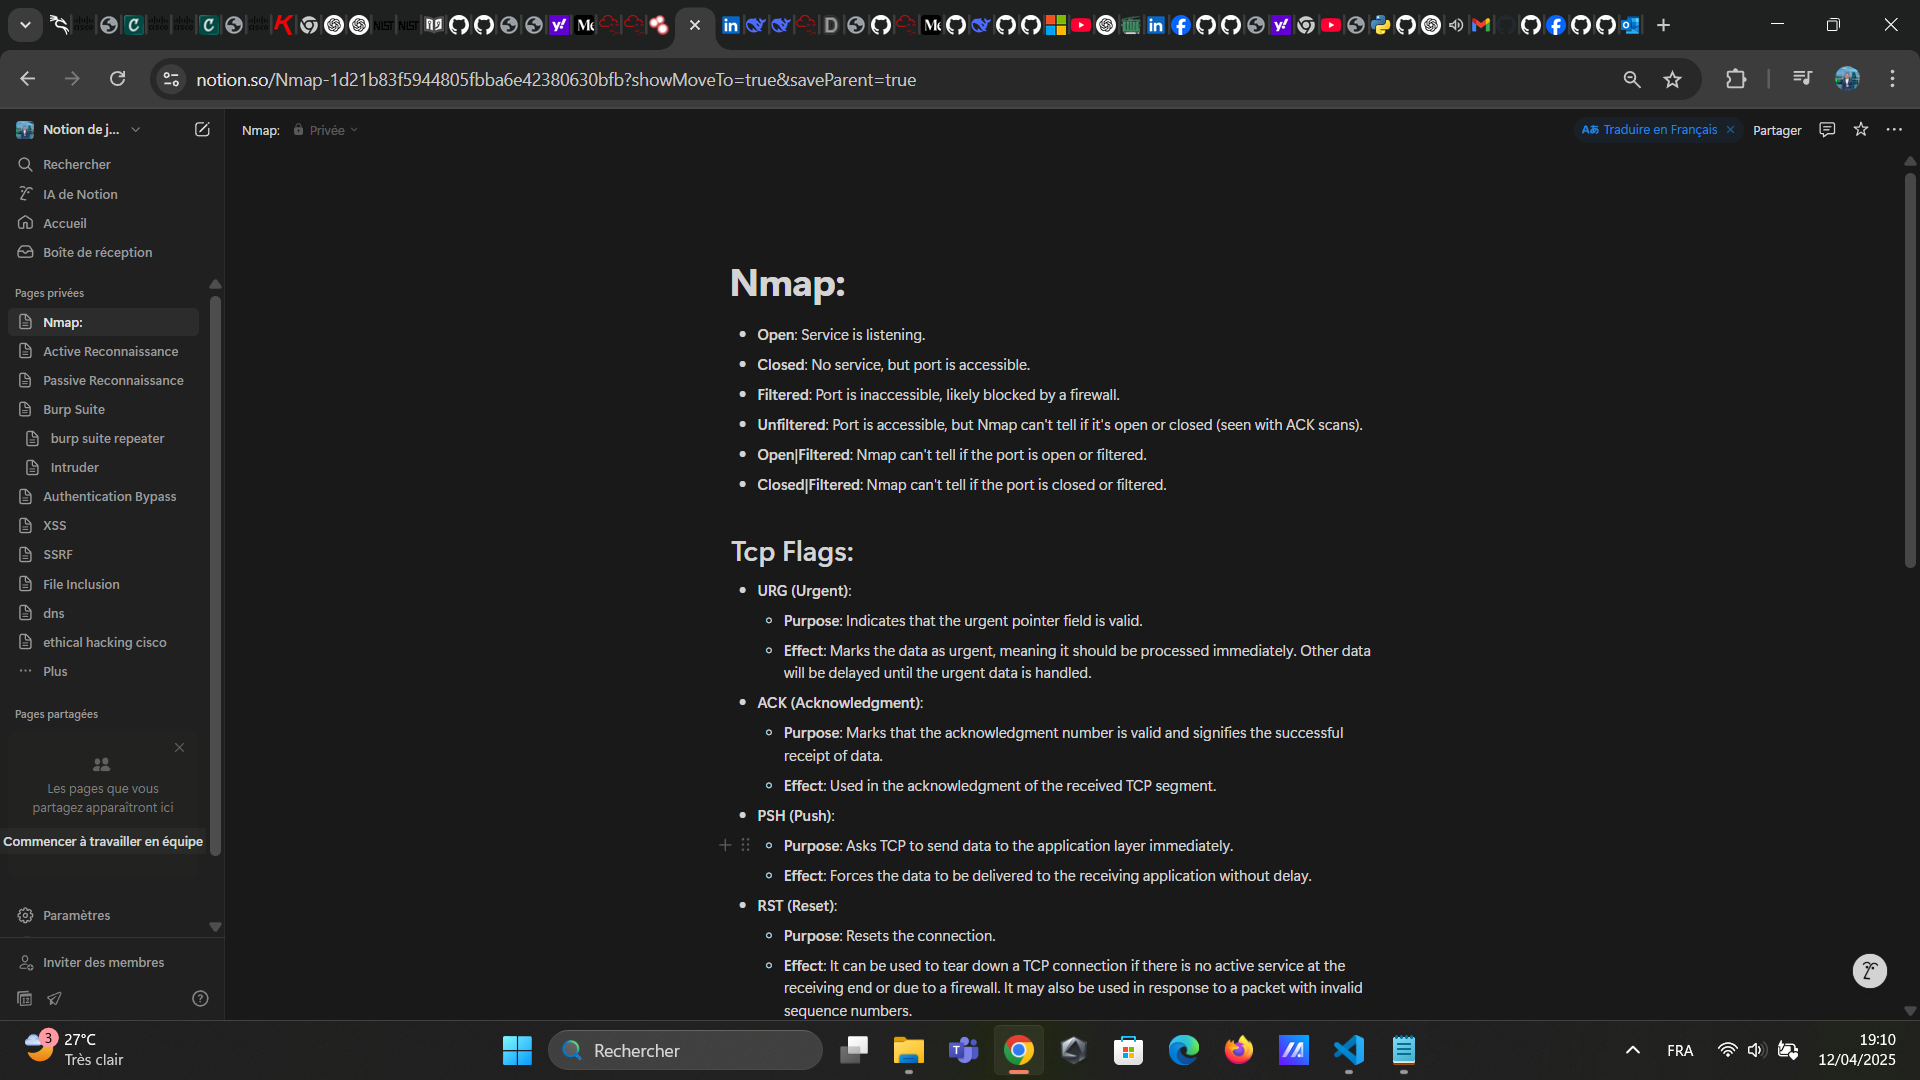 notion.so/Nmap-1d21b83f5944805fbba6e42380630bfb?showMoveTo=true&saveParent=true
Notion de j...
Nmap:
Privée
Traduire en Français
Partager
Rechercher
IA de Notion
Accueil
Boîte de réception
Pages privées
Nmap:
Active Reconnaissance
Passive Reconnaissance
Burp Suite
burp suite repeater
Intruder
Authentication Bypass
XSS
SSRF
File Inclusion
dns
ethical hacking cisco
Plus
Pages partagées
Les pages que vous
partagez apparaîtront ici
Commencer à travailler en équipe
Paramètres
Inviter des membres
Nmap:
Open: Service is listening.
Closed: No service, but port is accessible.
Filtered: Port is inaccessible, likely blocked by a firewall.
Unfiltered: Port is accessible, but Nmap can't tell if it's open or closed (seen with ACK scans).
Open|Filtered: Nmap can't tell if the port is open or filtered.
Closed|Filtered: Nmap can't tell if the port is closed or filtered.
Tcp Flags:
URG (Urgent):
Purpose: Indicates that the urgent pointer field is valid.
Effect: Marks the data as urgent, meaning it should be processed immediately. Other data
will be delayed until the urgent data is handled.
ACK (Acknowledgment):
Purpose: Marks that the acknowledgment number is valid and signifies the successful
receipt of data.
Effect: Used in the acknowledgment of the received TCP segment.
PSH (Push):
Purpose: Asks TCP to send data to the application layer immediately.
Effect: Forces the data to be delivered to the receiving application without delay.
RST (Reset):
Purpose: Resets the connection.
Effect: It can be used to tear down a TCP connection if there is no active service at the
receiving end or due to a firewall. It may also be used in response to a packet with invalid
sequence numbers.
3
27°C
Très clair
Rechercher
FRA
19:10
12/04/2025